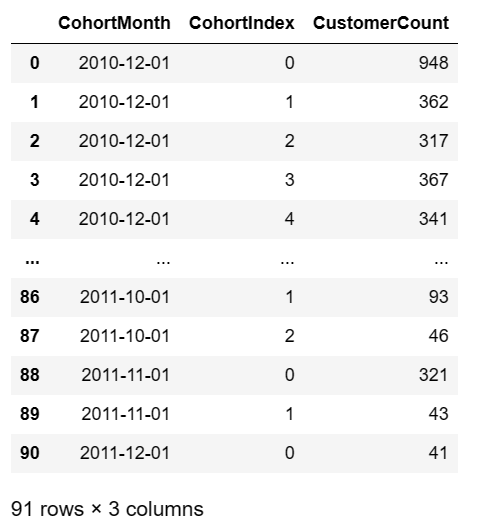 CohortMonth CohortIndex CustomerCount
0 2010-12-01 0 948
1 2010-12-01 1 362
2 2010-12-01 2 317
3 2010-12-01 3 367
4 2010-12-01 4 341
... ... ... ...
86 2011-10-01 1 93
87 2011-10-01 2 46
88 2011-11-01 0 321
89 2011-11-01 1 43
90 2011-12-01 0 41
91 rows × 3 columns